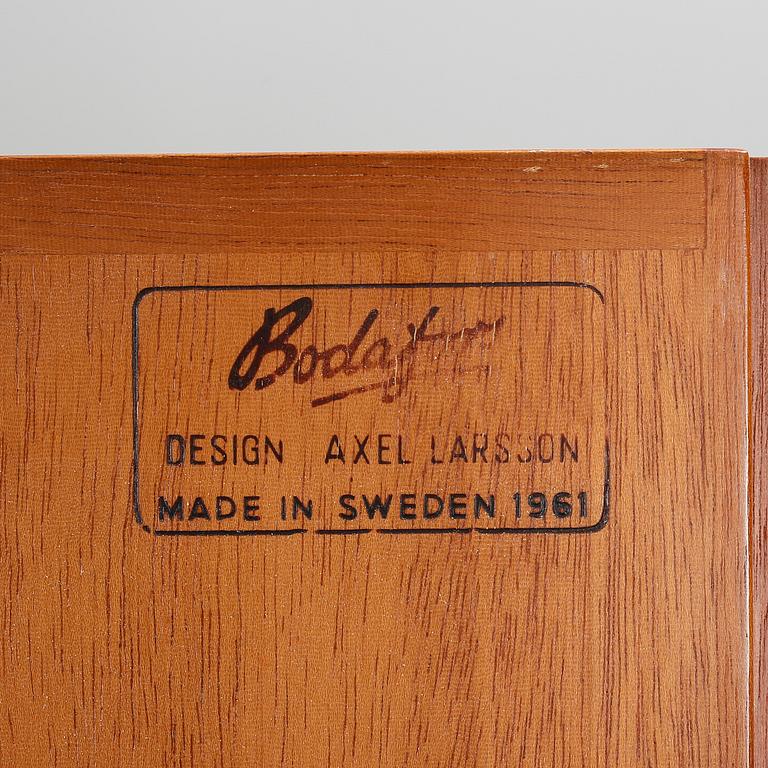 Bodafors
DESIGN AXEL LARSSON
MADE IN SWEDEN 1961